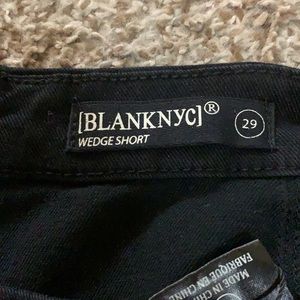 [BLANKNYC]®
WEDGE SHORT
29
MADE IN CHINA
FABRIQUÉ EN CHINE